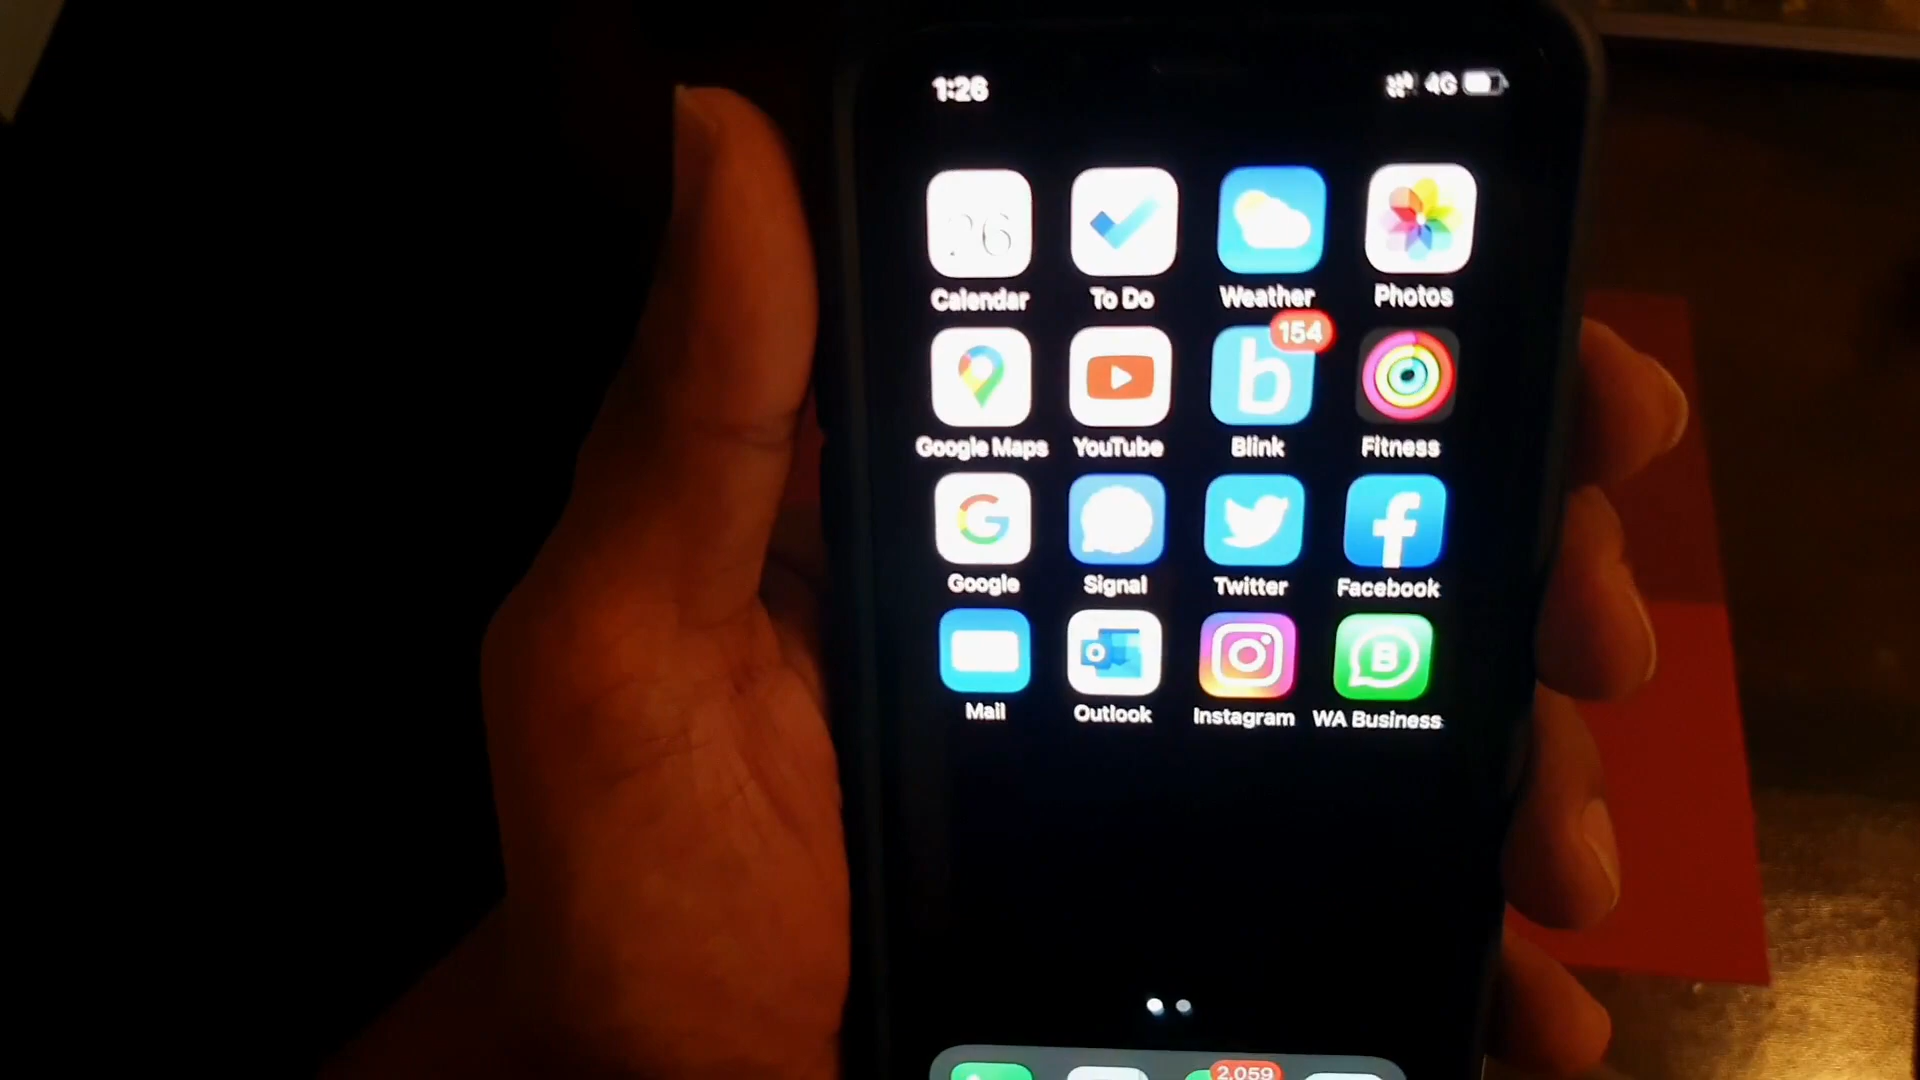 1:26 4G
26
Calendar To Do Weather Photos
154
b
Google Maps YouTube Blink Fitness
G f
Google Signal Twitter Facebook
O B
Mail Outlook Instagram WA Business
2,059